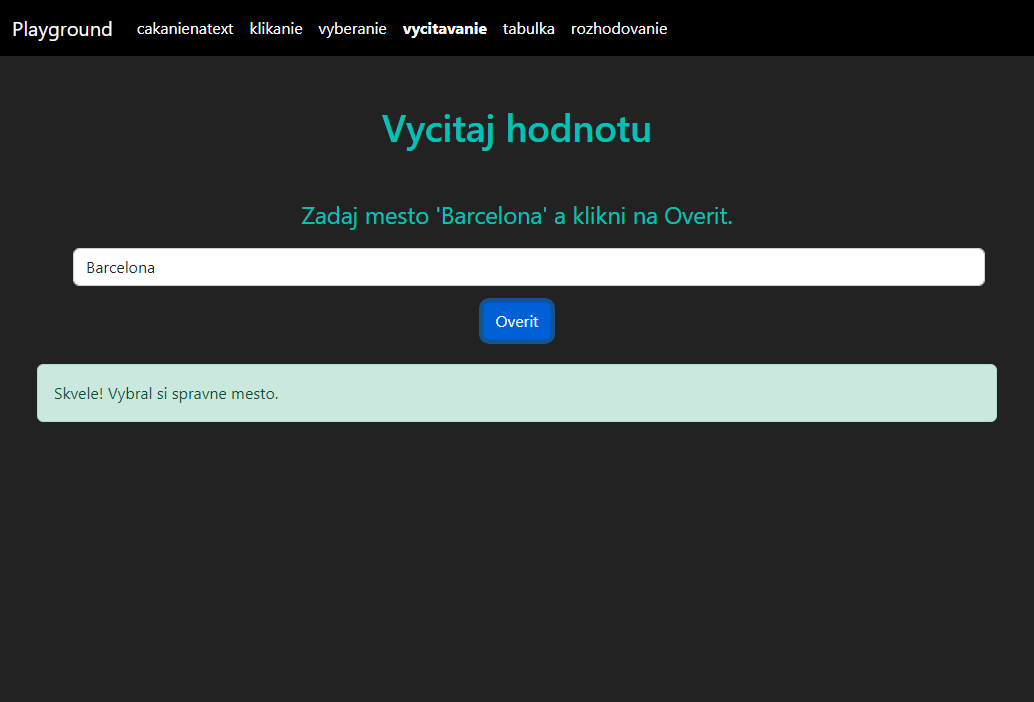 Playground cakanienatext klikanie vyberanie vycitavanie tabulka rozhodovanie
Vycitaj hodnotu
Zadaj mesto 'Barcelona' a klikni na Overit.
Barcelona
Overit
Skvele! Vybral si spravne mesto.